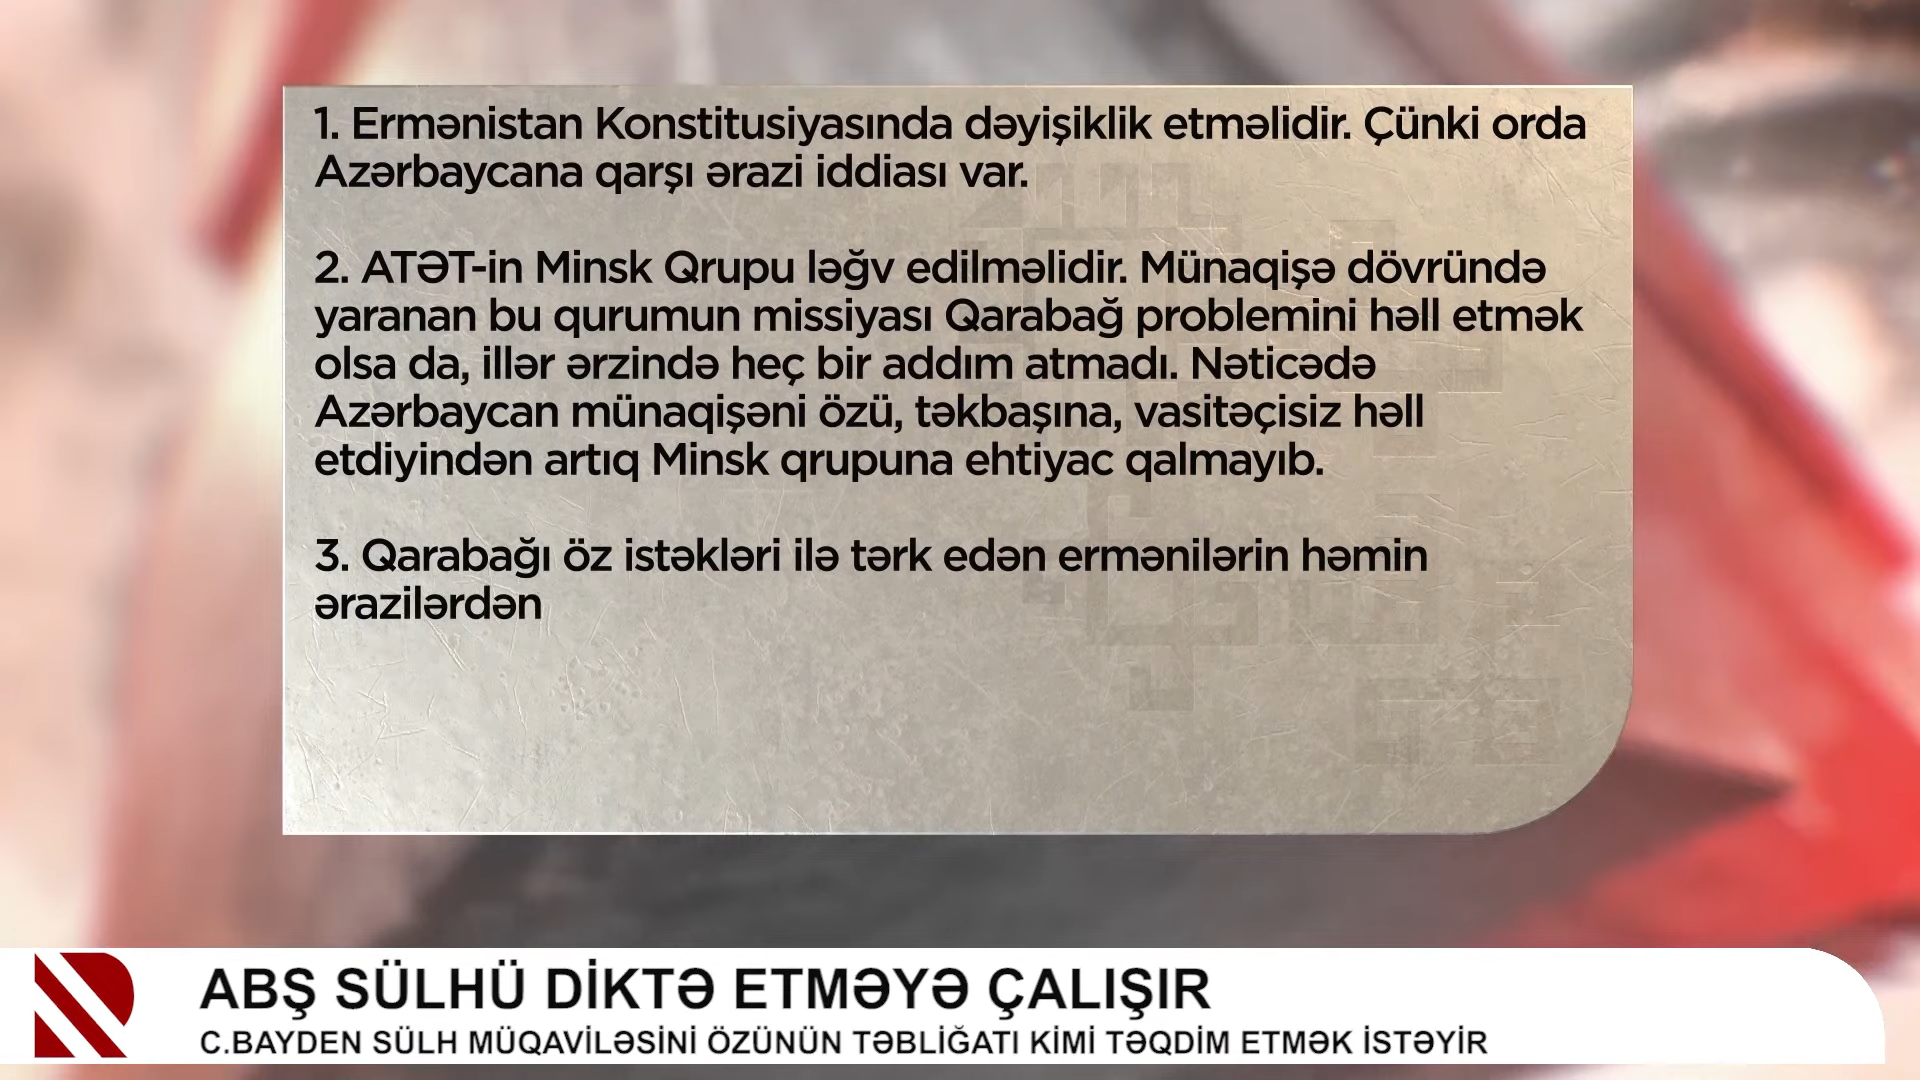 1. Ermənistan Konstitusiyasında dəyişiklik etməlidir. Çünki orda
Azərbaycana qarşı ərazi iddiası var.
2. ATƏT-in Minsk Qrupu ləğv edilməlidir. Münaqişə dövründə
yaranan bu qurumun missiyası Qarabağ problemini həll etmək
olsa da, illər ərzində heç bir addım atmadı. Nəticədə
Azərbaycan münaqişəni özü, təkbaşına, vasitəçisiz həll
etdiyindən artıq Minsk qrupuna ehtiyac qalmayıb.
3. Qarabağı öz istəkləri ilə tərk edən ermənilərin həmin
ərazilərdən
ABŞ SÜLHÜ DİKTƏ ETMƏYƏ ÇALIŞIR
C.BAYDEN SÜLH MÜQAVİLƏSİNİ ÖZÜNÜN TƏBLİĞATI KİMİ TƏQDİM ETMƏK İSTƏYİR